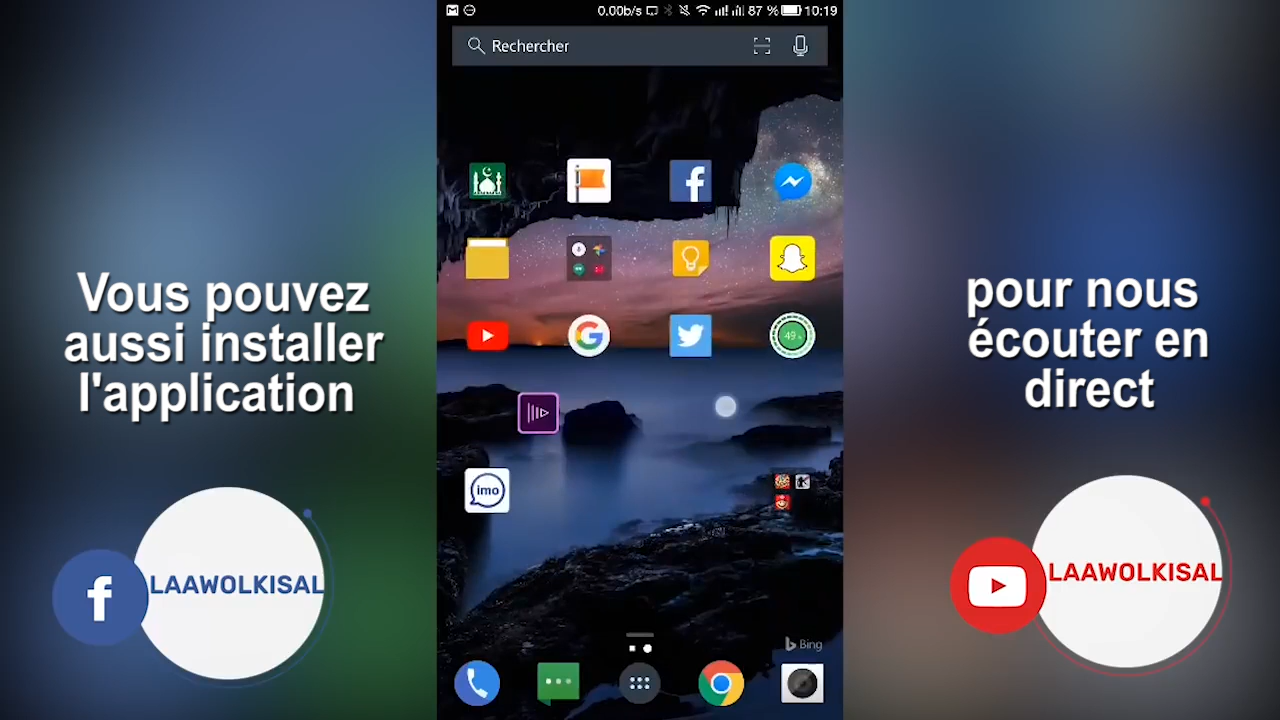 0.00b/s 87 % 10:19
Rechercher
Vous pouvez
aussi installer
l'application
pour nous
écouter en
direct
49
imo
LAAWOLKISAL
LAAWOLKISAL
Bing